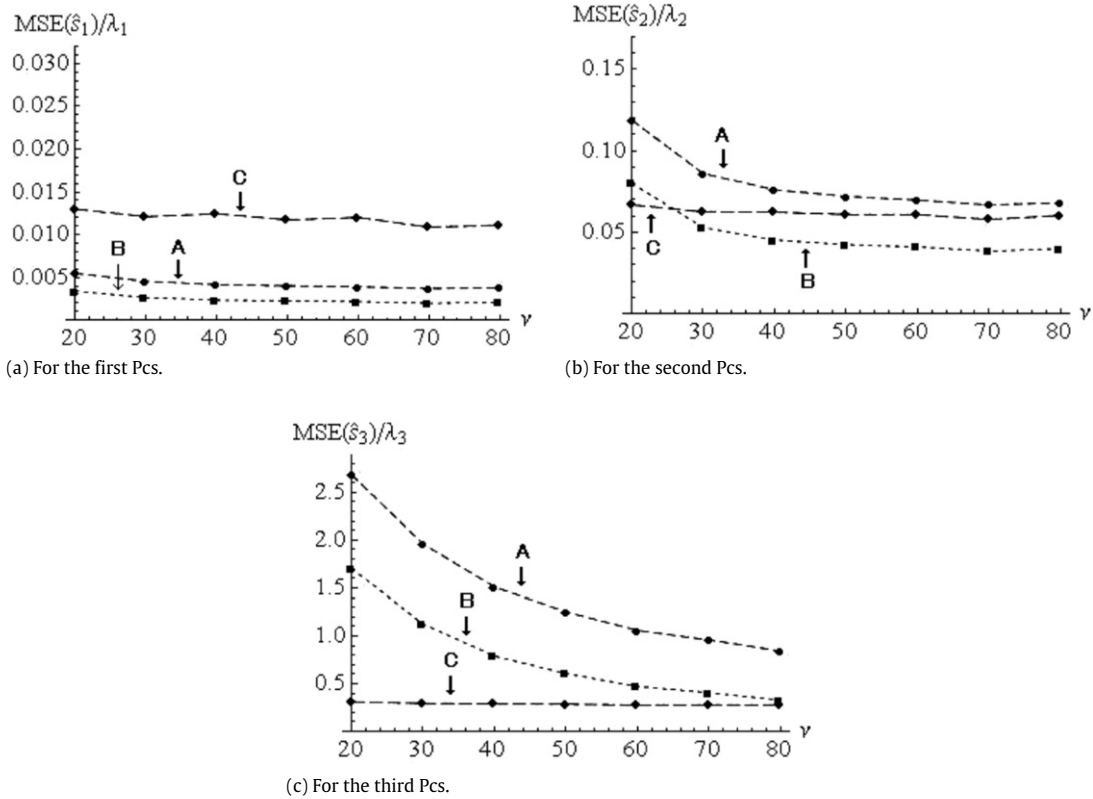 MSE(ŝ₁)/λ₁
0.030
0.025
0.020
0.015
0.010
0.005
C
B
A
20 30 40 50 60 70 80 ν
(a) For the first Pcs.
MSE(ŝ₂)/λ₂
0.15
0.10
0.05
A
C
B
20 30 40 50 60 70 80 ν
(b) For the second Pcs.
MSE(ŝ₃)/λ₃
2.5
2.0
1.5
1.0
0.5
A
B
C
20 30 40 50 60 70 80 ν
(c) For the third Pcs.